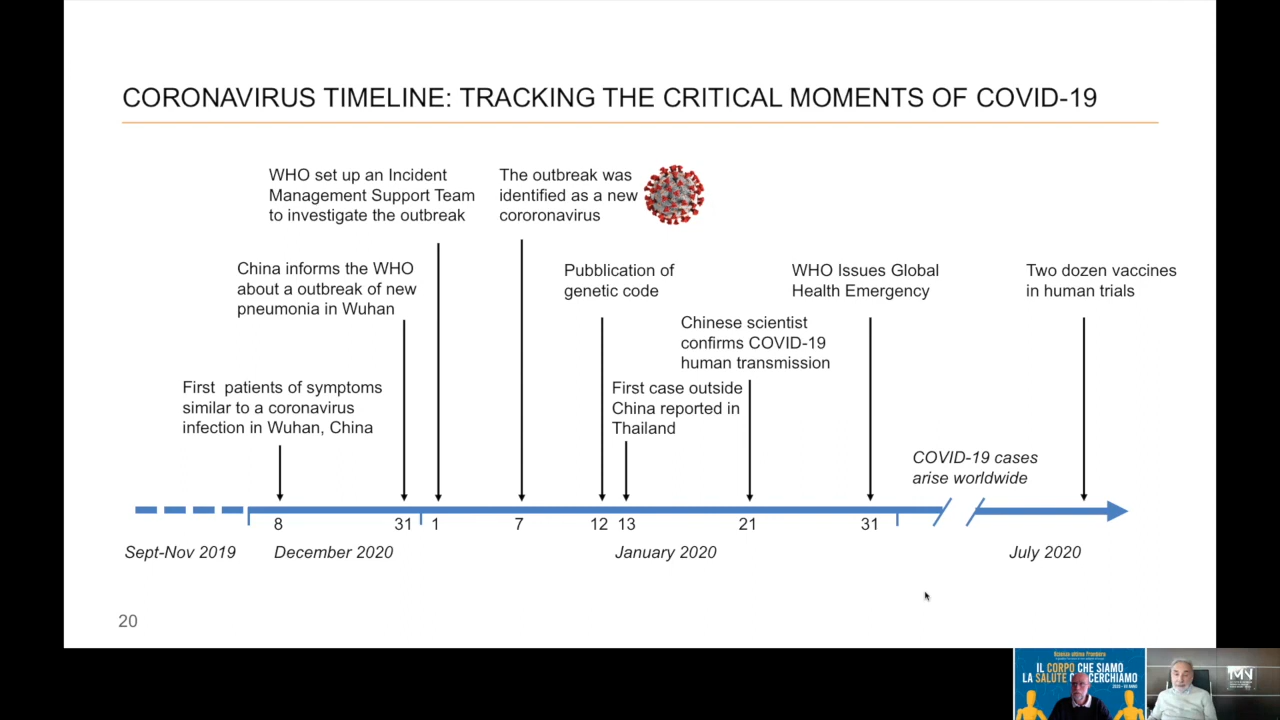 CORONAVIRUS TIMELINE: TRACKING THE CRITICAL MOMENTS OF COVID-19
WHO set up an Incident
Management Support Team
to investigate the outbreak
The outbreak was
identified as a new
cororonavirus
China informs the WHO
about a outbreak of new
pneumonia in Wuhan
Pubblication of
genetic code
WHO Issues Global
Health Emergency
Two dozen vaccines
in human trials
Chinese scientist
confirms COVID-19
human transmission
First patients of symptoms
similar to a coronavirus
infection in Wuhan, China
First case outside
China reported in
Thailand
COVID-19 cases
arise worldwide
8 31 1 7 12 13 21 31
Sept-Nov 2019 December 2020 January 2020 July 2020
20
IL CORPO CHE SIAMO
LA SALUTE CERCHIAMO